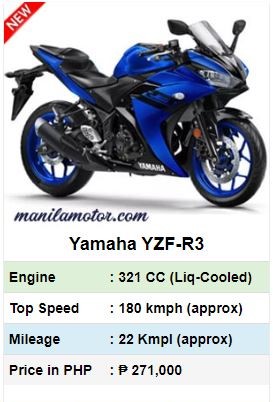 NEW
YAMAHA
manilamotor.com
Yamaha YZF-R3
Engine : 321 CC (Liq-Cooled)
Top Speed : 180 kmph (approx)
Mileage : 22 Kmpl (approx)
Price in PHP : ₱ 271,000